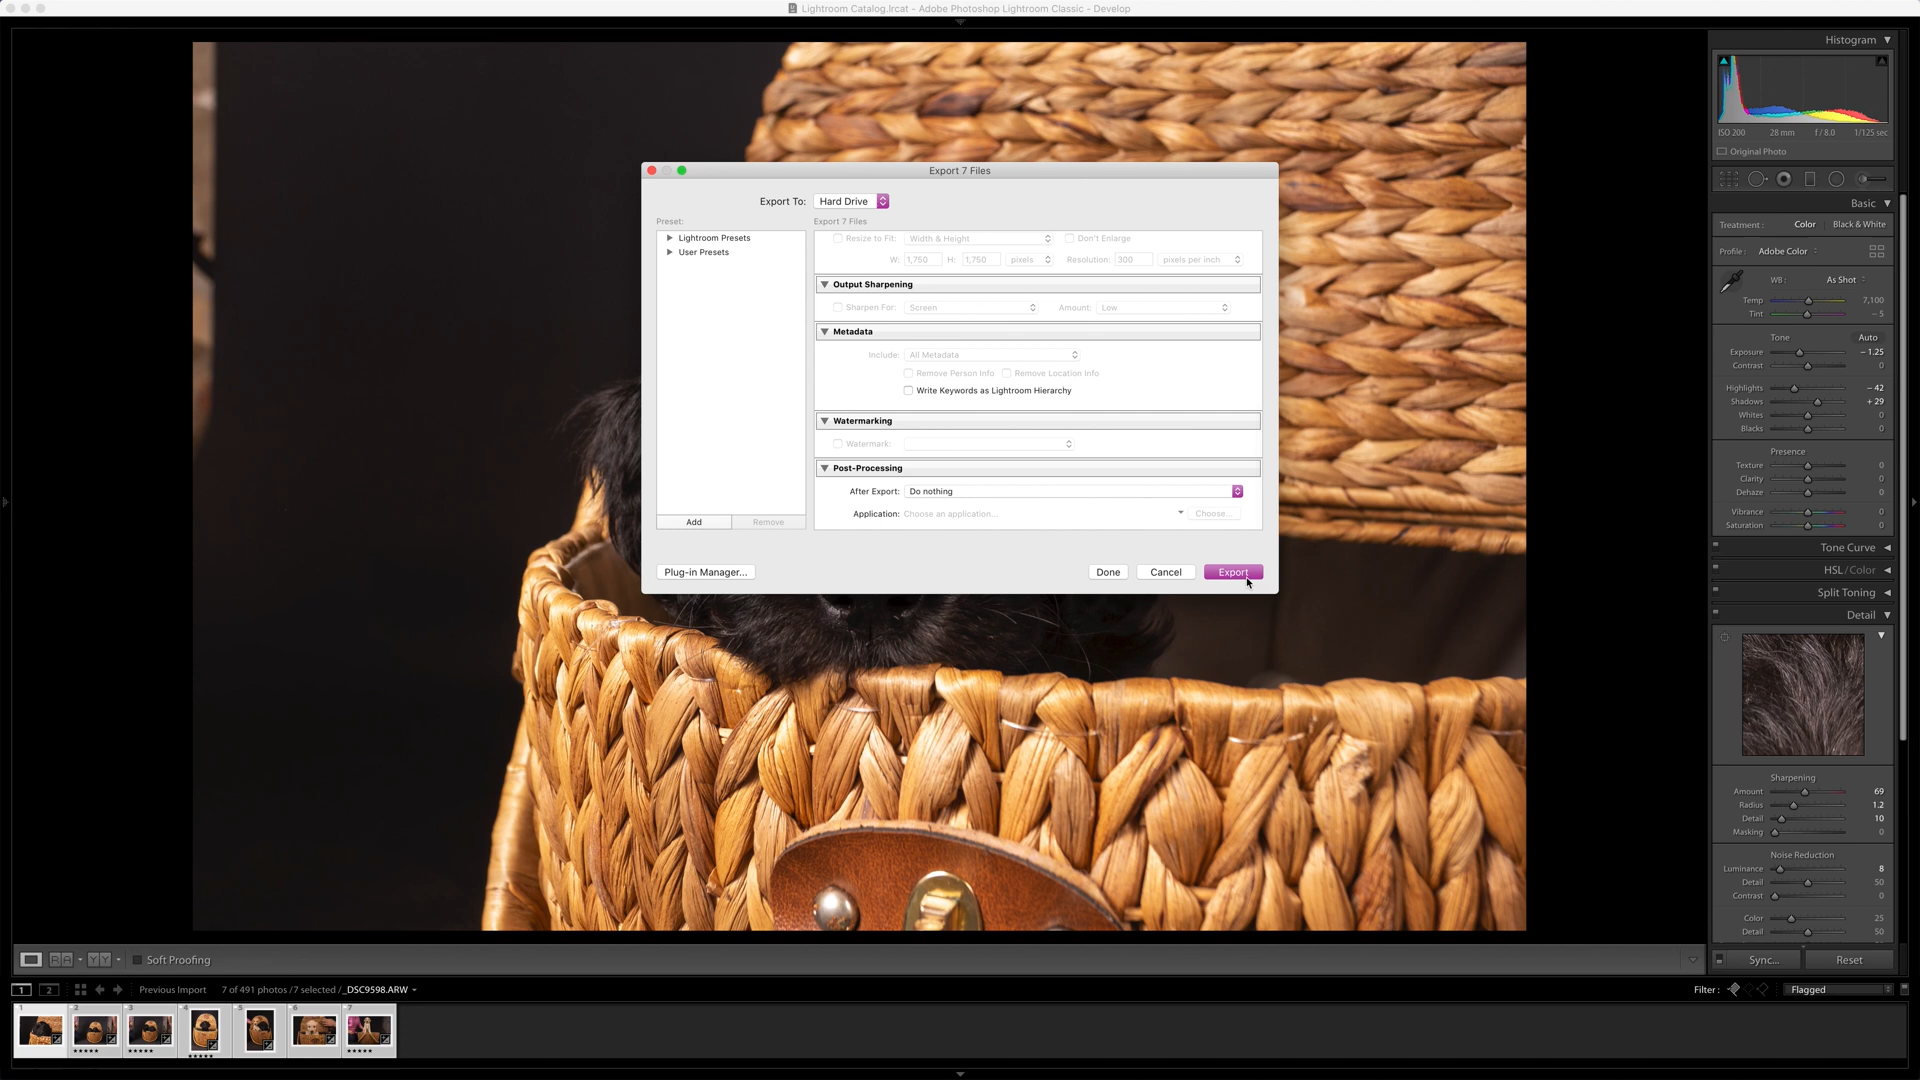 Lightroom Catalog.lrcat - Adobe Photoshop Lightroom Classic - Develop
Histogram
ISO 200 28 mm f / 8.0 1/125 sec
Original Photo
Basic
Treatment : Color Black & White
Profile : Adobe Color
WB : As Shot
Temp 7,100
Tint - 5
Tone Auto
Exposure - 1.25
Contrast 0
Highlights - 42
Shadows + 29
Whites 0
Blacks 0
Presence
Texture 0
Clarity 0
Dehaze 0
Vibrance 0
Saturation 0
Tone Curve
HSL / Color
Split Toning
Detail
Sharpening
Amount 69
Radius 1.2
Detail 10
Masking 0
Noise Reduction
Luminance 8
Detail 50
Contrast 0
Color 25
Detail 50
Sync... Reset
Export 7 Files
Export To: Hard Drive
Preset:
Lightroom Presets
User Presets
Add Remove
Export 7 Files
Resize to Fit: Width & Height Don't Enlarge
W: 1,750 H: 1,750 pixels Resolution: 300 pixels per inch
Output Sharpening
Sharpen For: Screen Amount: Low
Metadata
Include: All Metadata
Remove Person Info Remove Location Info
Write Keywords as Lightroom Hierarchy
Watermarking
Watermark:
Post-Processing
After Export: Do nothing
Application: Choose an application... Choose...
Plug-in Manager... Done Cancel Export
R A Y Y Soft Proofing
1 2 Previous Import 7 of 491 photos /7 selected /_DSC9598.ARW Filter : Flagged
1 2 3 4 5 6 7